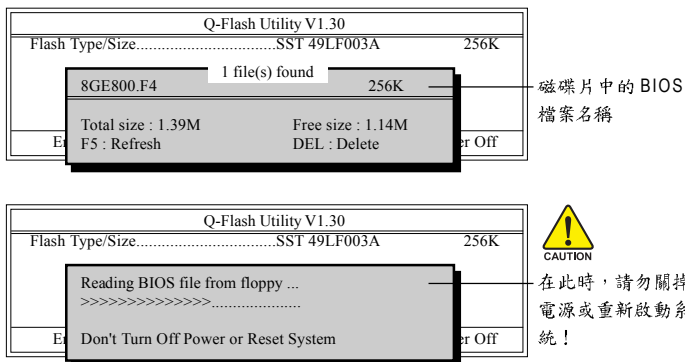 Q-Flash Utility V1.30
Flash Type/Size.................................SST 49LF003A 256K
1 file(s) found
8GE800.F4 256K
Total size : 1.39M Free size : 1.14M
F5 : Refresh DEL : Delete
er Off
磁碟片中的 BIOS
檔案名稱
Q-Flash Utility V1.30
Flash Type/Size.................................SST 49LF003A 256K
Reading BIOS file from floppy ...
>>>>>>>>>>>>>>.....................
Don't Turn Off Power or Reset System
er Off
CAUTION
在此時，請勿關掉
電源或重新啟動系
統！